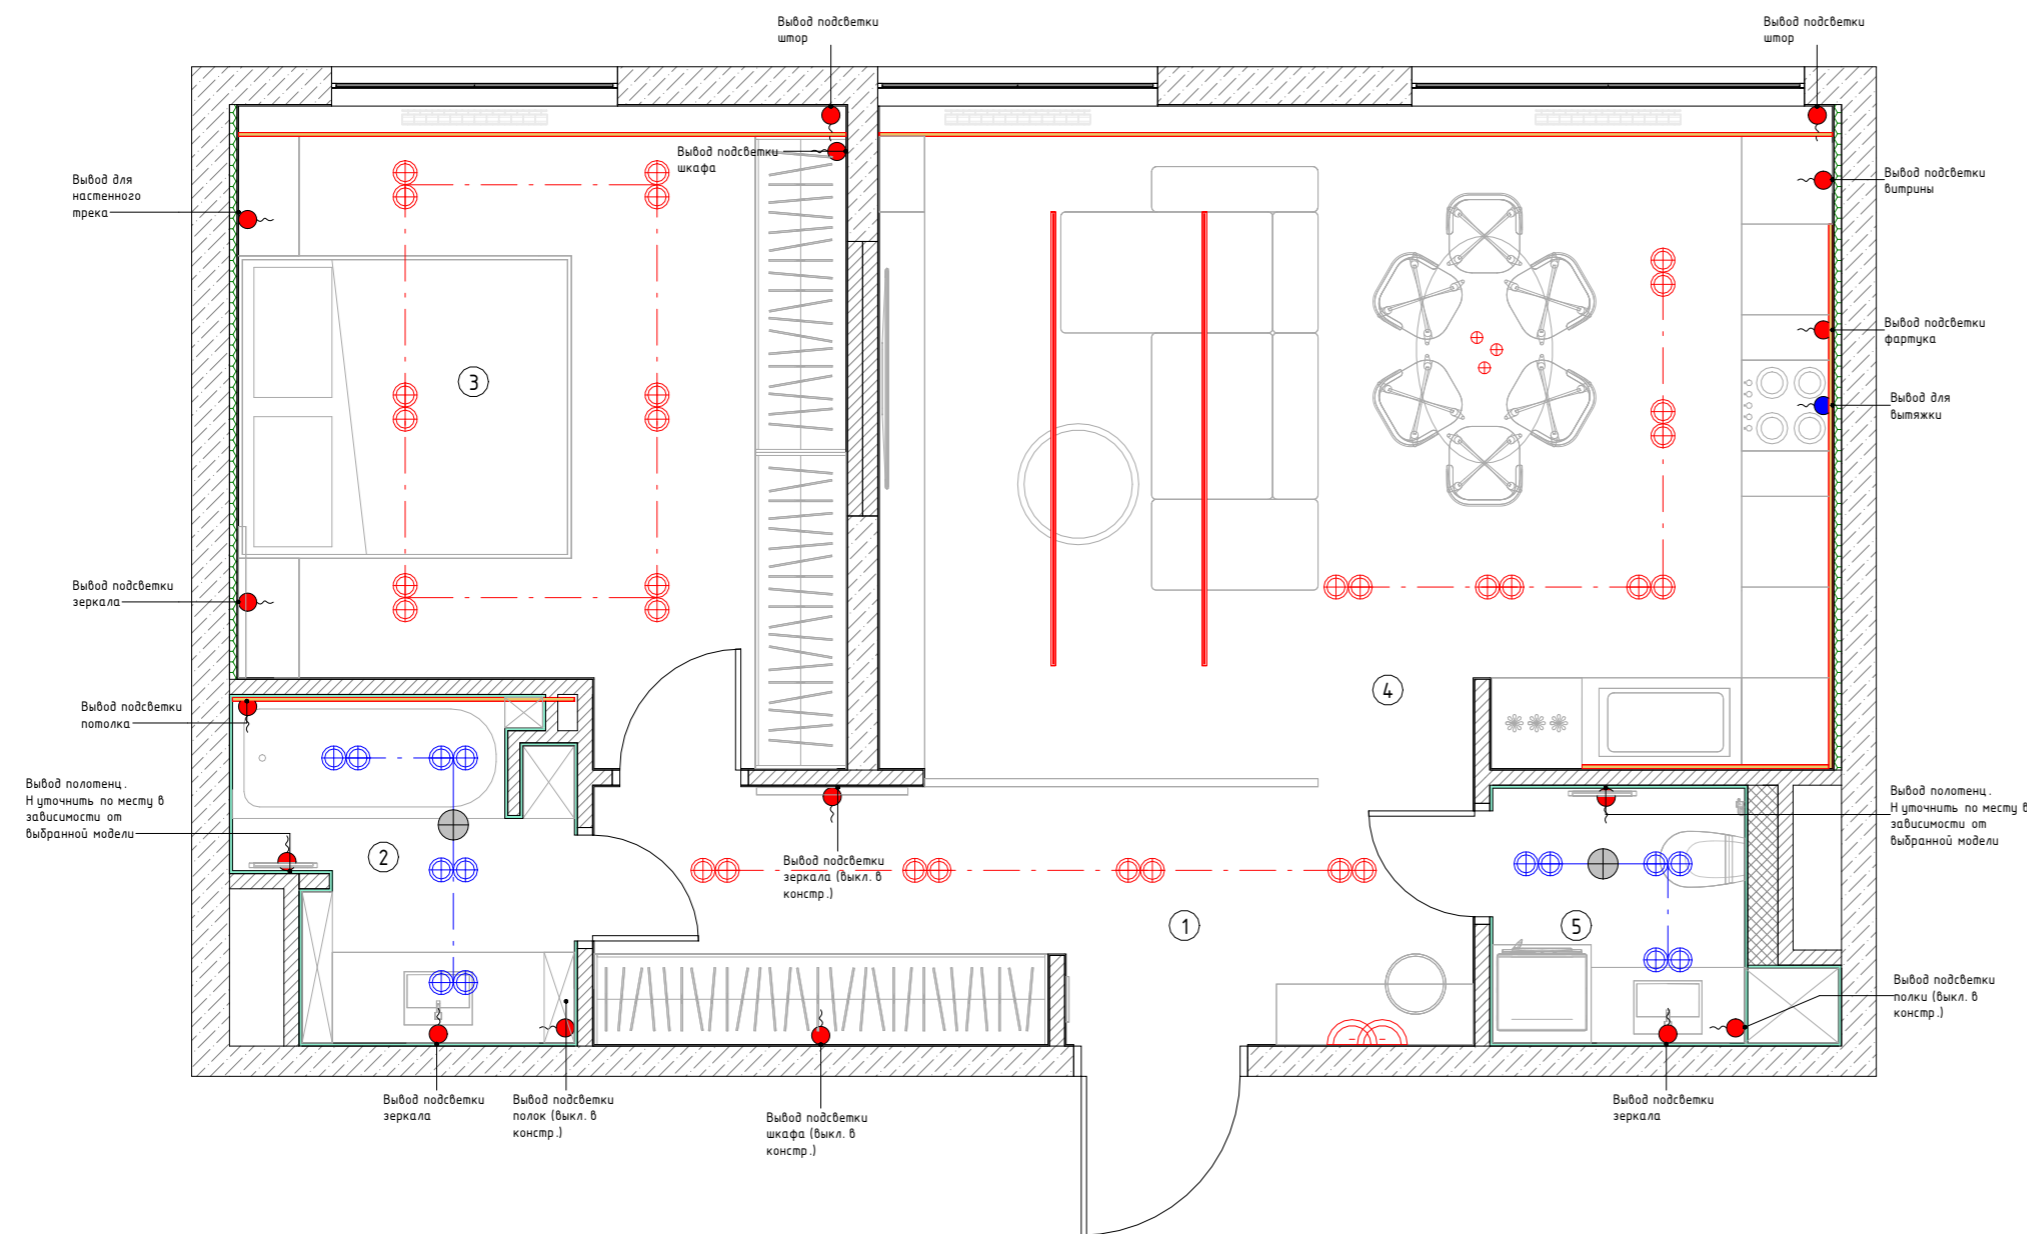 Вывод подсветки
штор
Вывод подсветки
штор
Вывод подсветки
шкафа
Вывод для
настенного
трека
Вывод подсветки
витрины
Вывод подсветки
фартука
Вывод для
вытяжки
3
Вывод подсветки
зеркала
4
Вывод подсветки
потолка
Вывод полотенц.
Н уточнить по месту в
зависимости от
выбранной модели
2
Вывод подсветки
зеркала (выкл. в
констр.)
1
5
Вывод полотенц.
Н уточнить по месту в
зависимости от
выбранной модели
Вывод подсветки
полки (выкл. в
констр.)
Вывод подсветки
зеркала
Вывод подсветки
полок (выкл. в
констр.)
Вывод подсветки
шкафа (выкл. в
констр.)
Вывод подсветки
зеркала